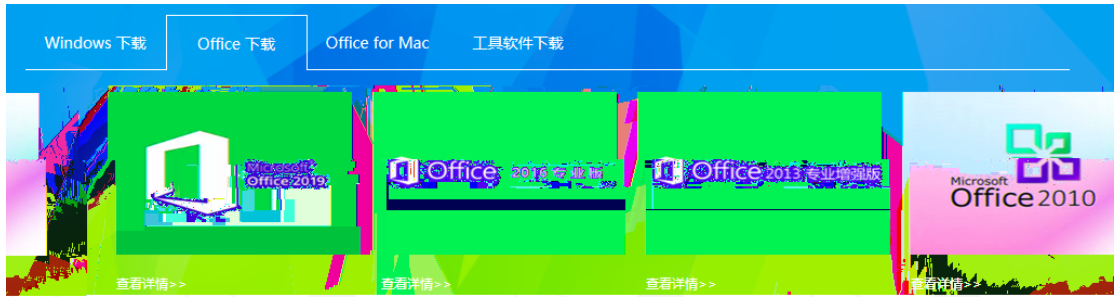 Windows 下载
Office 下载
Office for Mac
工具软件下载
Microsoft
Office 2019
Office 2016 专业版
Office 2013 专业增强版
Microsoft
Office 2010
查看详情>>
查看详情>>
查看详情>>
查看详情>>